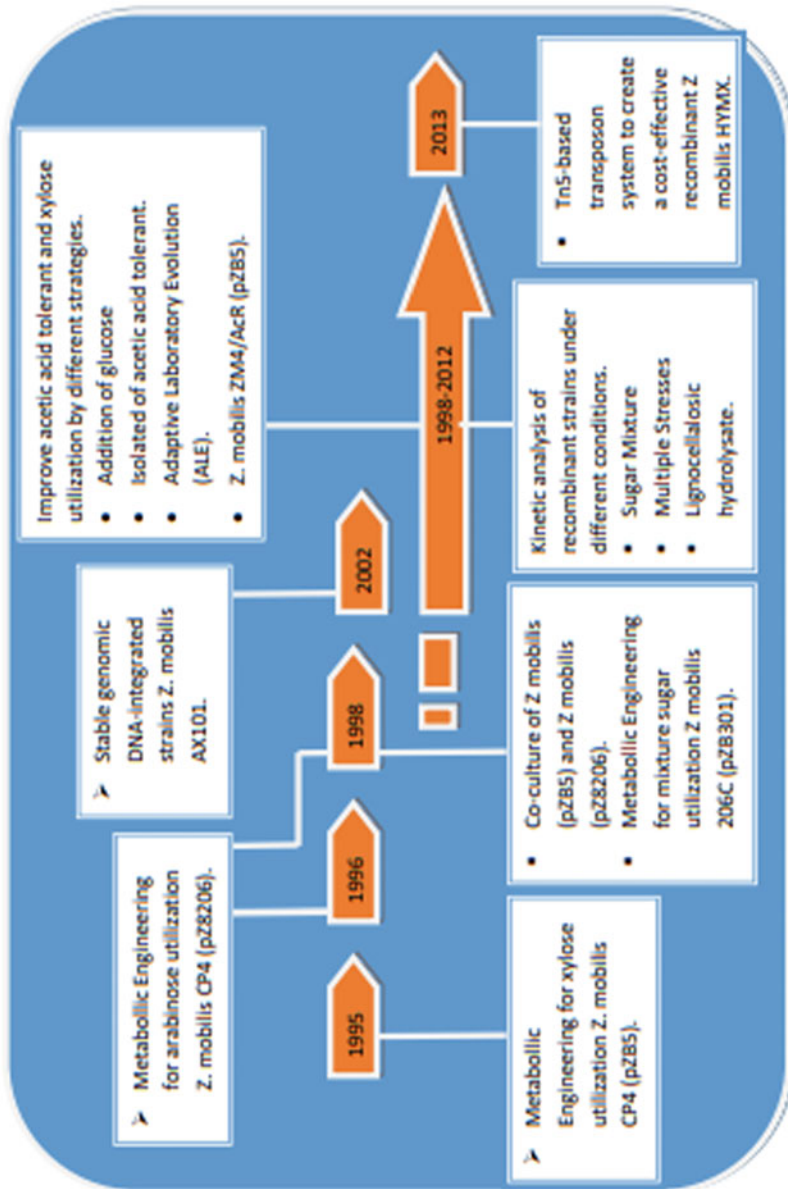 Metabollic
Engineering for xylose
utilization Z. mobilis
CP4 (pZB5).
1995
Metabollic Engineering
for arabinose utilization
Z. mobilis CP4 (pZ8206).
1996
1998
Co-culture of Z mobilis
(pZB5) and Z mobilis
(pZ8206).
Metabollic Engineering
for mixture sugar
utilization Z mobilis
206C (pZB301).
Stable genomic
DNA-integrated
strains Z. mobilis
AX101.
2002
Improve acetic acid tolerant and xylose
utilization by different strategies.
Addition of glucose
Isolated of acetic acid tolerant.
Adaptive Laboratory Evolution
(ALE).
Z. mobilis ZM4/AcR (pZB5).
1998-2012
Kinetic analysis of
recombinant strains under
different conditions.
Sugar Mixture
Multiple Stresses
Lignocellalosic
hydrolysate.
2013
Tn5-based
transposon
system to create
a cost-effective
recombinant Z
mobilis HYMX.